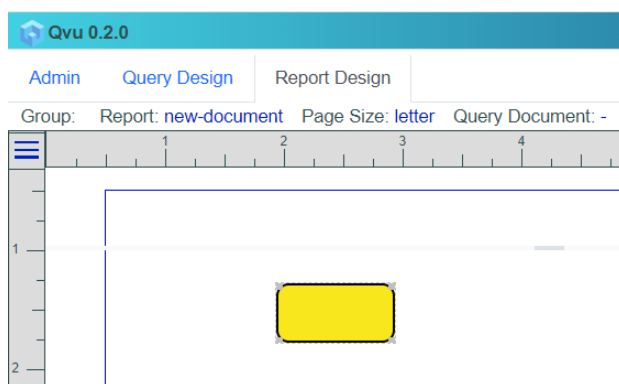 Qvu 0.2.0
Admin Query Design Report Design
Group: Report: new-document Page Size: letter Query Document: -
1 2 3 4
1
2